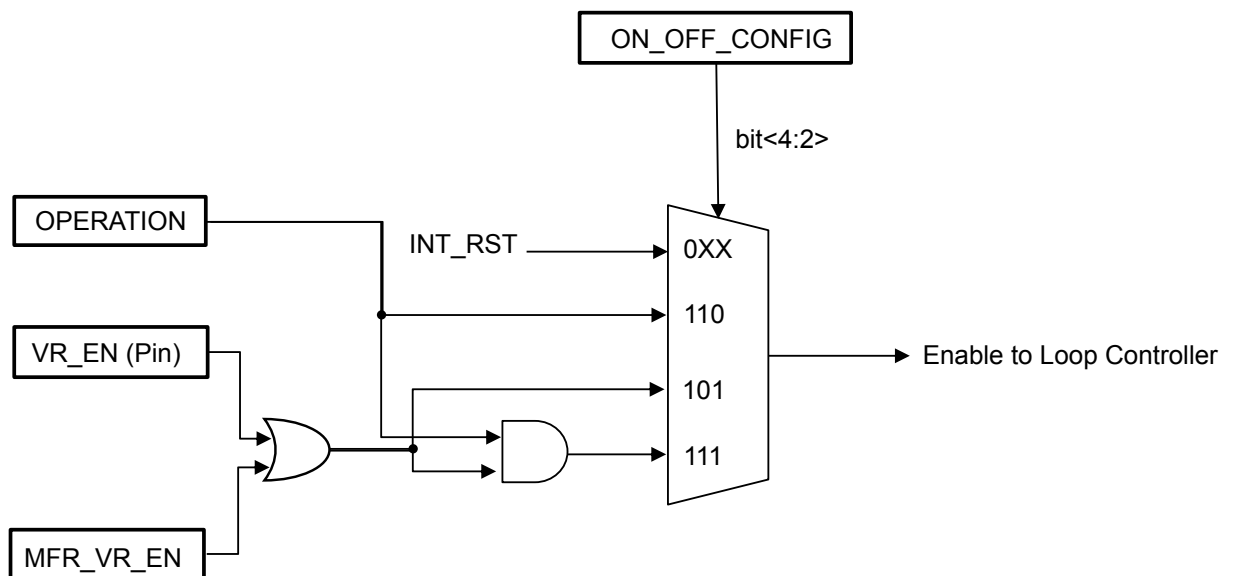 ON_OFF_CONFIG
bit<4:2>
OPERATION
INT_RST
0XX
110
VR_EN (Pin)
Enable to Loop Controller
101
111
MFR_VR_EN